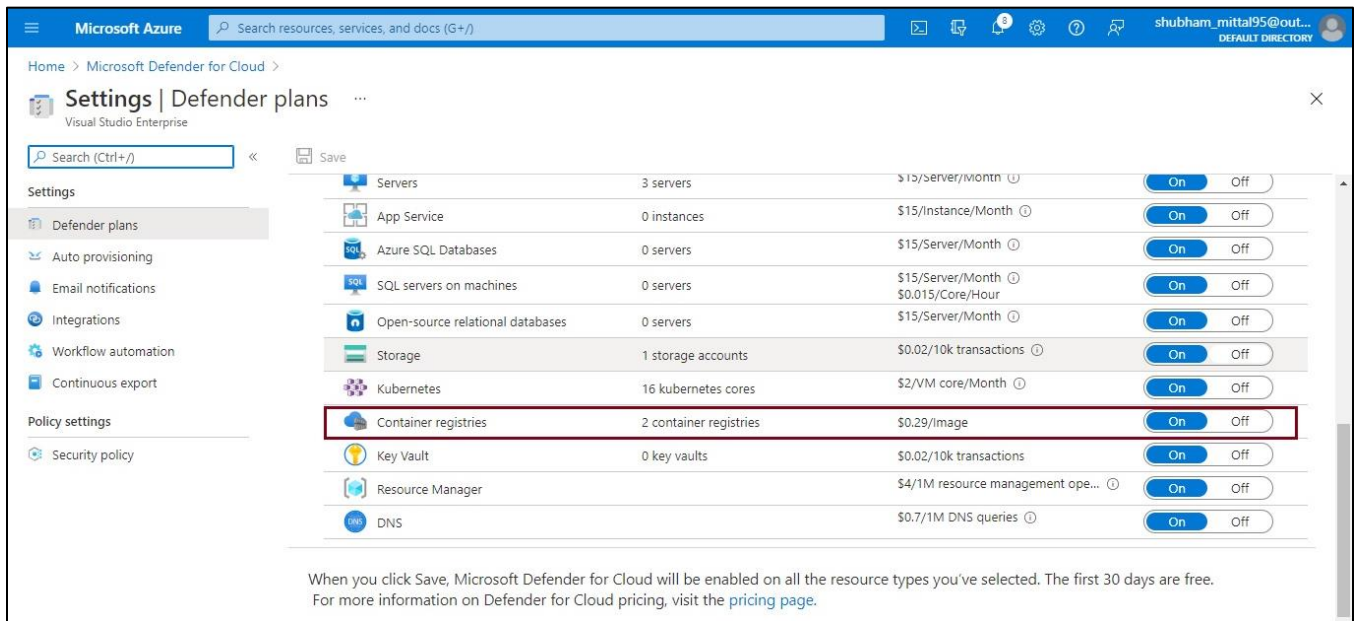 Microsoft Azure
Search resources, services, and docs (G+/)
8
shubham_mittal95@out...
DEFAULT DIRECTORY
Home > Microsoft Defender for Cloud >
Settings | Defender plans ...
Visual Studio Enterprise
Search (Ctrl+/)
«
Save
Settings
Defender plans
Auto provisioning
Email notifications
Integrations
Workflow automation
Continuous export
Policy settings
Security policy
Servers 3 servers $15/Server/Month On Off
App Service 0 instances $15/Instance/Month On Off
SQL Azure SQL Databases 0 servers $15/Server/Month On Off
SQL SQL servers on machines 0 servers $15/Server/Month On Off
$0.015/Core/Hour
Open-source relational databases 0 servers $15/Server/Month On Off
Storage 1 storage accounts $0.02/10k transactions On Off
Kubernetes 16 kubernetes cores $2/VM core/Month On Off
Container registries 2 container registries $0.29/Image On Off
Key Vault 0 key vaults $0.02/10k transactions On Off
Resource Manager $4/1M resource management ope... On Off
DNS DNS $0.7/1M DNS queries On Off
When you click Save, Microsoft Defender for Cloud will be enabled on all the resource types you've selected. The first 30 days are free.
For more information on Defender for Cloud pricing, visit the pricing page.